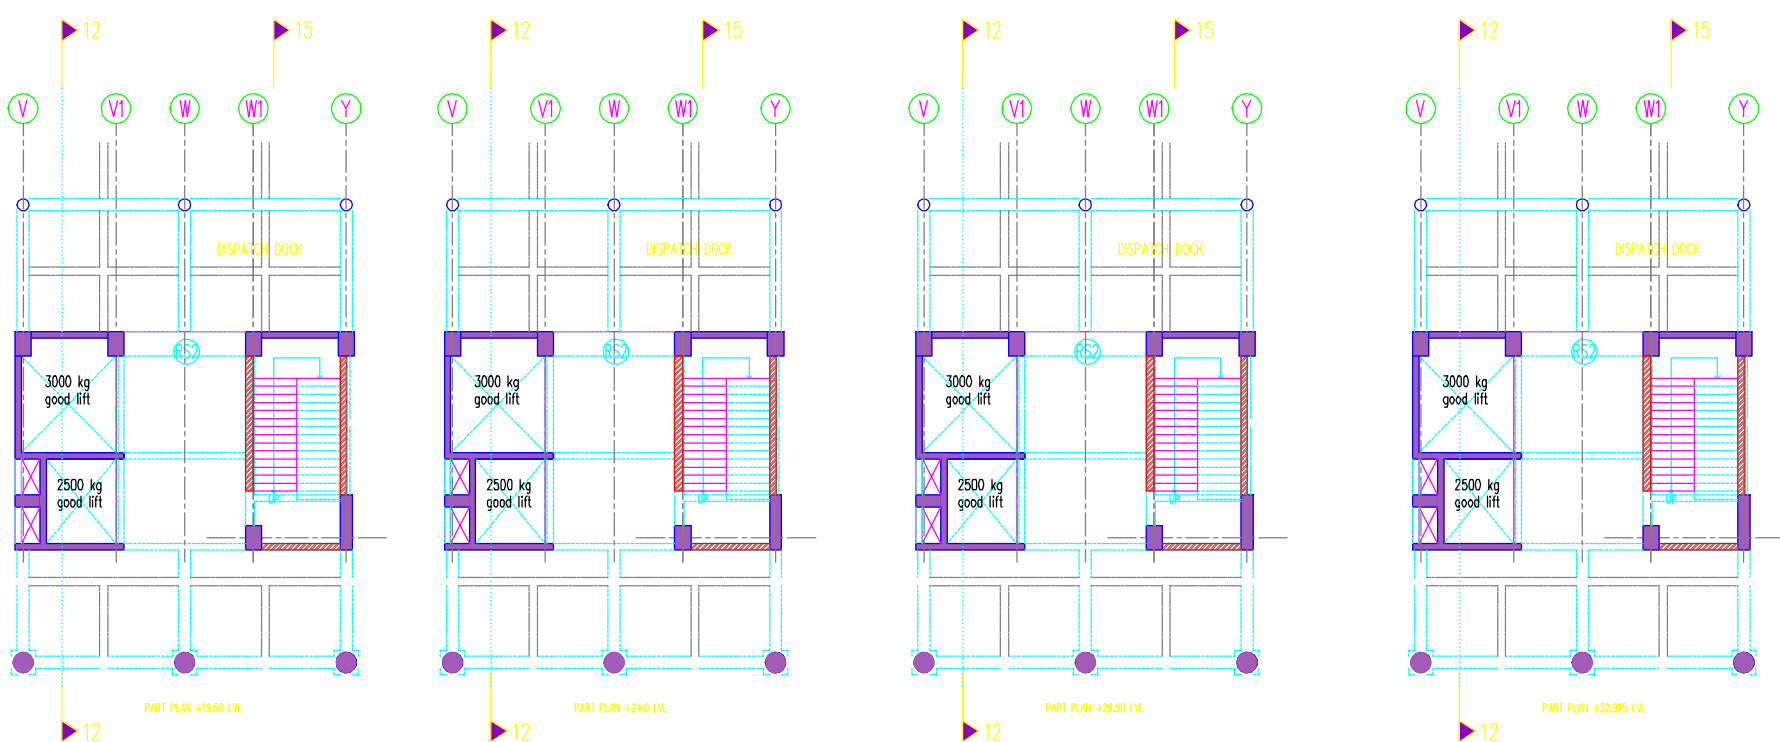 12 15 12 15 12 15 12 15
V V1 W W1 Y V V1 W W1 Y V V1 W W1 Y V V1 W W1 Y
DISPATCH DOCK DISPATCH DOCK DISPATCH DOCK DISPATCH DOCK
RS2 RS2 RS2 RS2
3000 kg 3000 kg 3000 kg 3000 kg
good lift good lift good lift good lift
2500 kg 2500 kg 2500 kg 2500 kg
good lift good lift good lift good lift
UP UP UP UP
PART PLAN +19.50 LVL PART PLAN +24.0 LVL PART PLAN +28.50 LVL PART PLAN +32.985 LVL
12 12 12 12